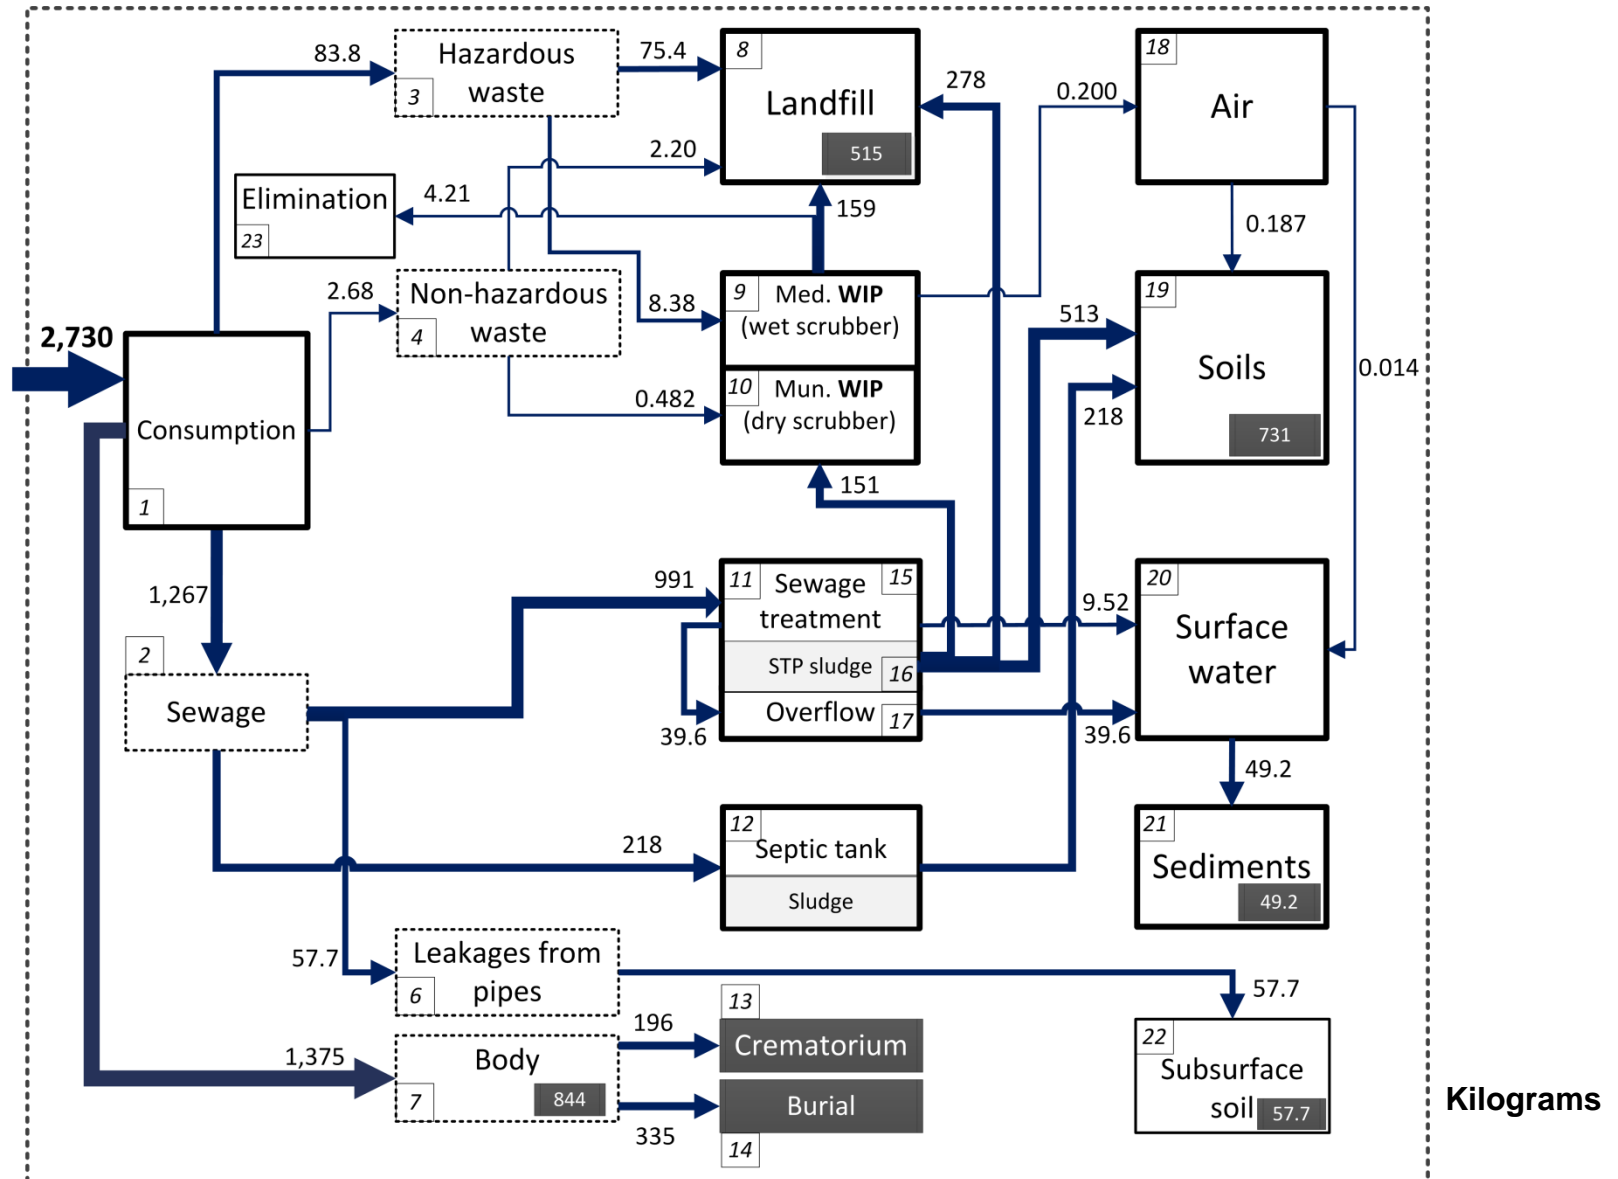 83.8
Hazardous
waste
3
75.4
8
Landfill
515
278
0.200
18
Air
2.20
Elimination
23
4.21
159
0.187
2.68
Non-hazardous
waste
4
8.38
9
Med. WIP
(wet scrubber)
10
Mun. WIP
(dry scrubber)
0.482
513
218
19
Soils
731
0.014
2,730
Consumption
1
151
1,267
991
11
15
Sewage
treatment
STP sludge
16
Overflow
17
39.6
9.52
39.6
20
Surface
water
2
Sewage
49.2
218
12
Septic tank
Sludge
21
Sediments
49.2
57.7
Leakages from
pipes
6
57.7
13
Crematorium
196
1,375
Body
7
844
335
Burial
14
22
Subsurface
soil
57.7
Kilograms